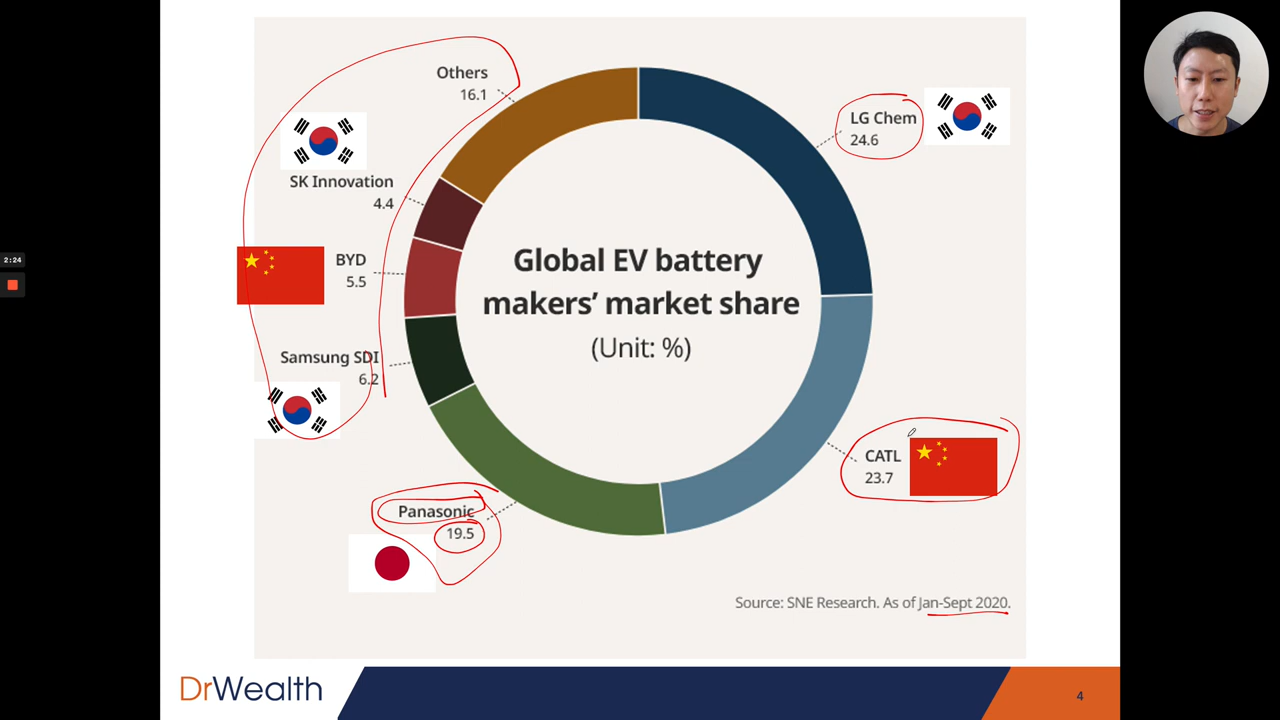 Others
16.1
LG Chem
24.6
SK Innovation
4.4
BYD
5.5
Global EV battery
makers’ market share
(Unit: %)
2:24
Samsung SDI
6.2
CATL
23.7
Panasonic
19.5
Source: SNE Research. As of Jan-Sept 2020.
DrWealth
4